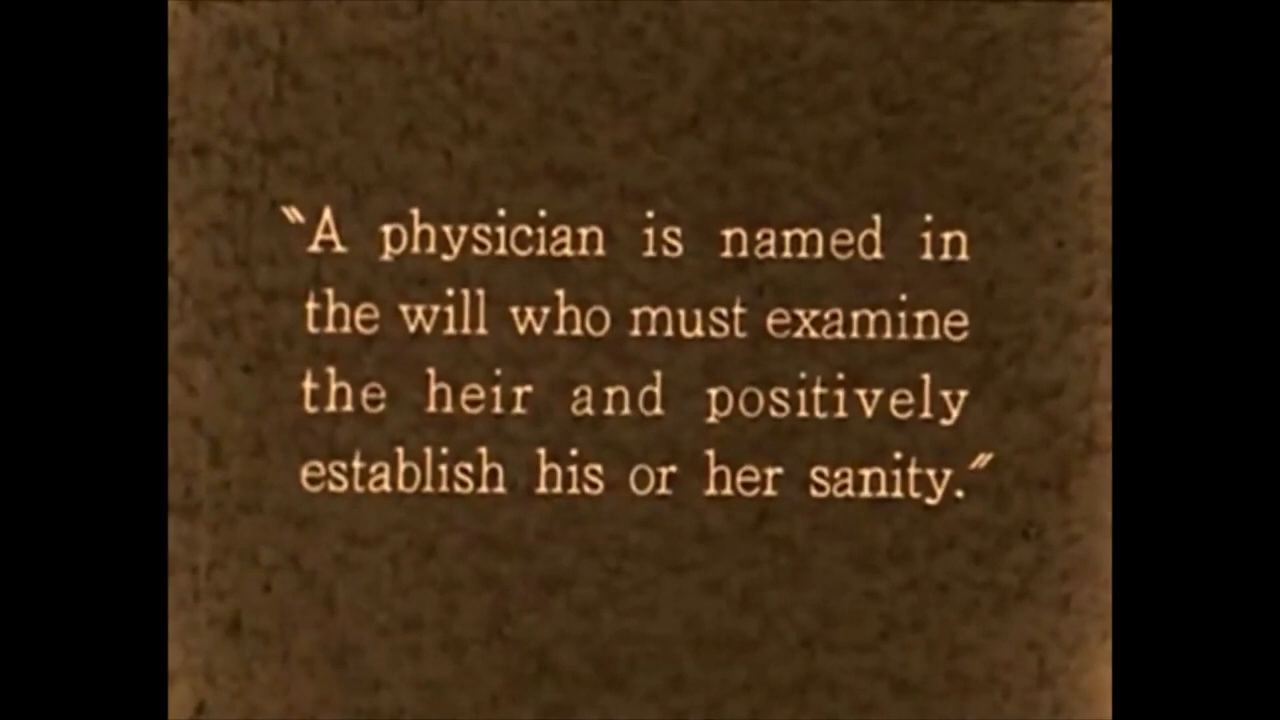 "A physician is named in
the will who must examine
the heir and positively
establish his or her sanity."